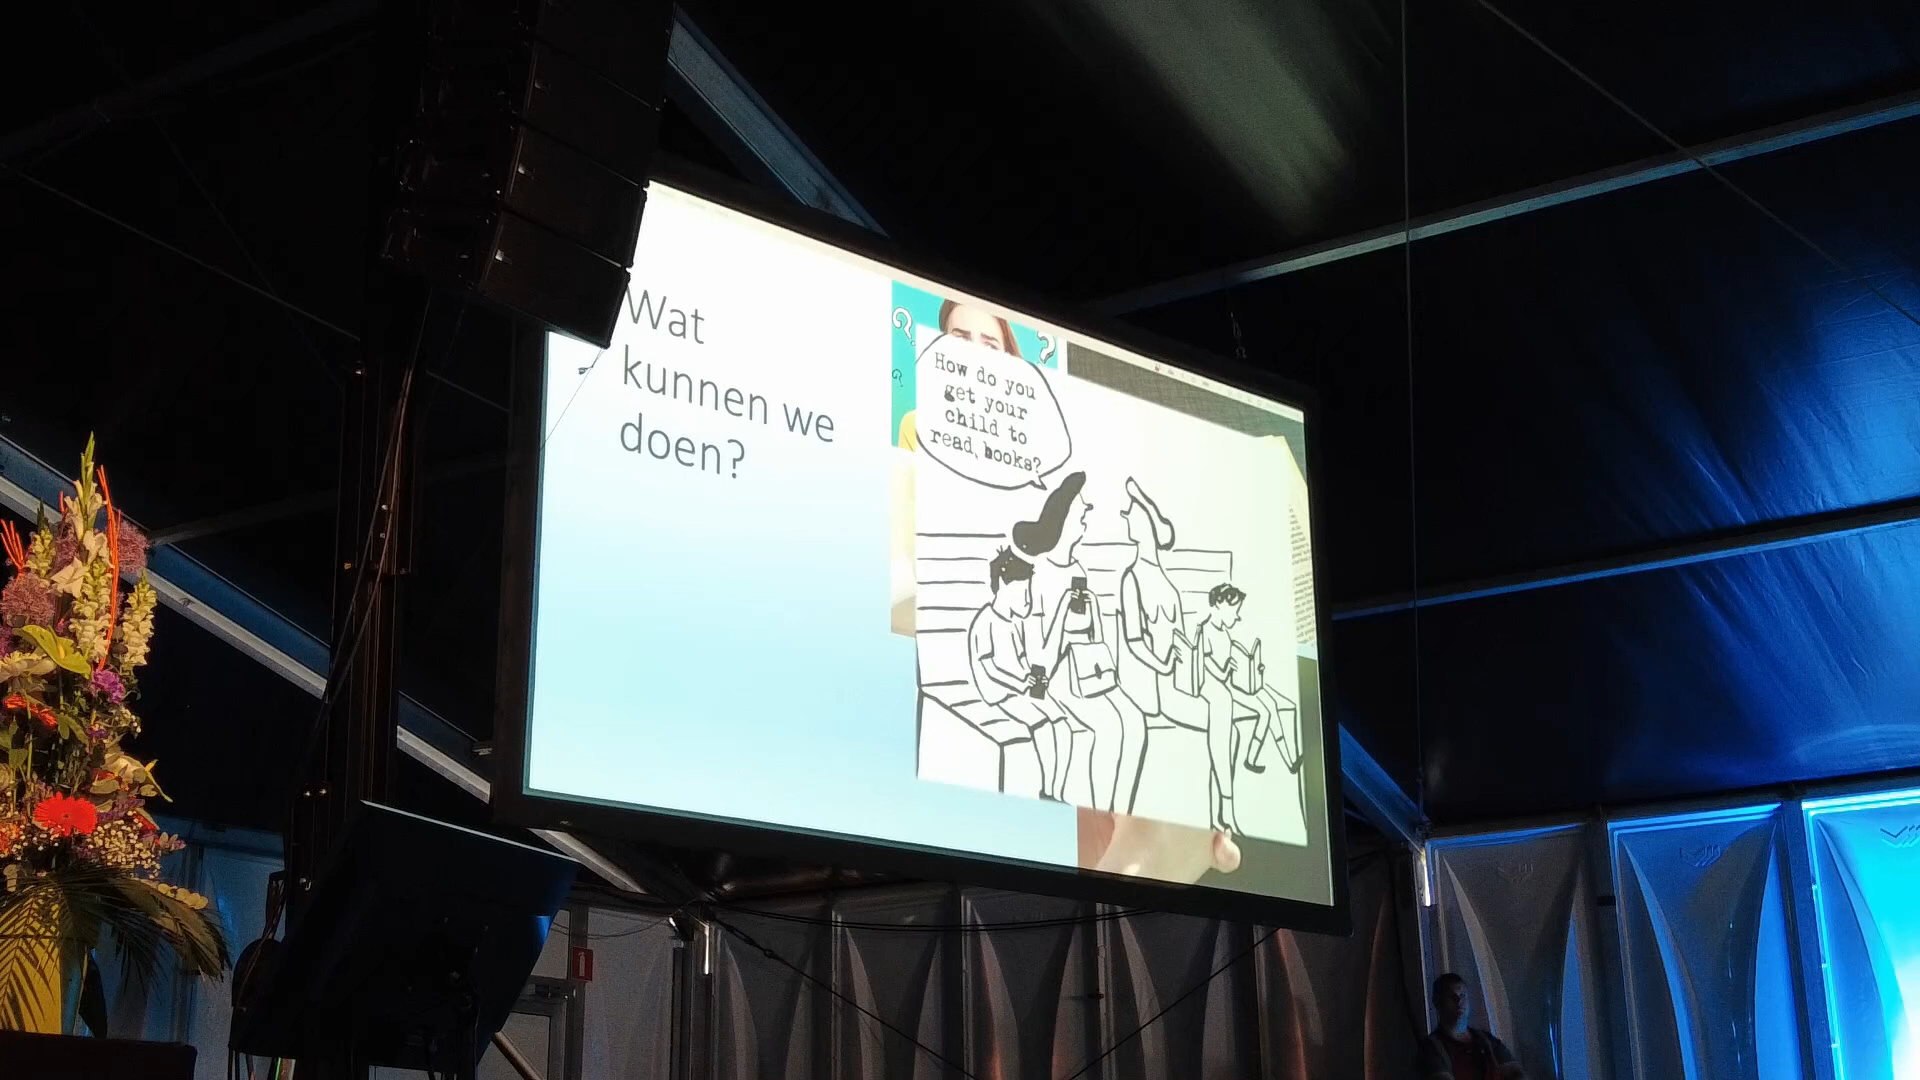 Wat
kunnen we
doen?
How do you
get your
child to
read books?